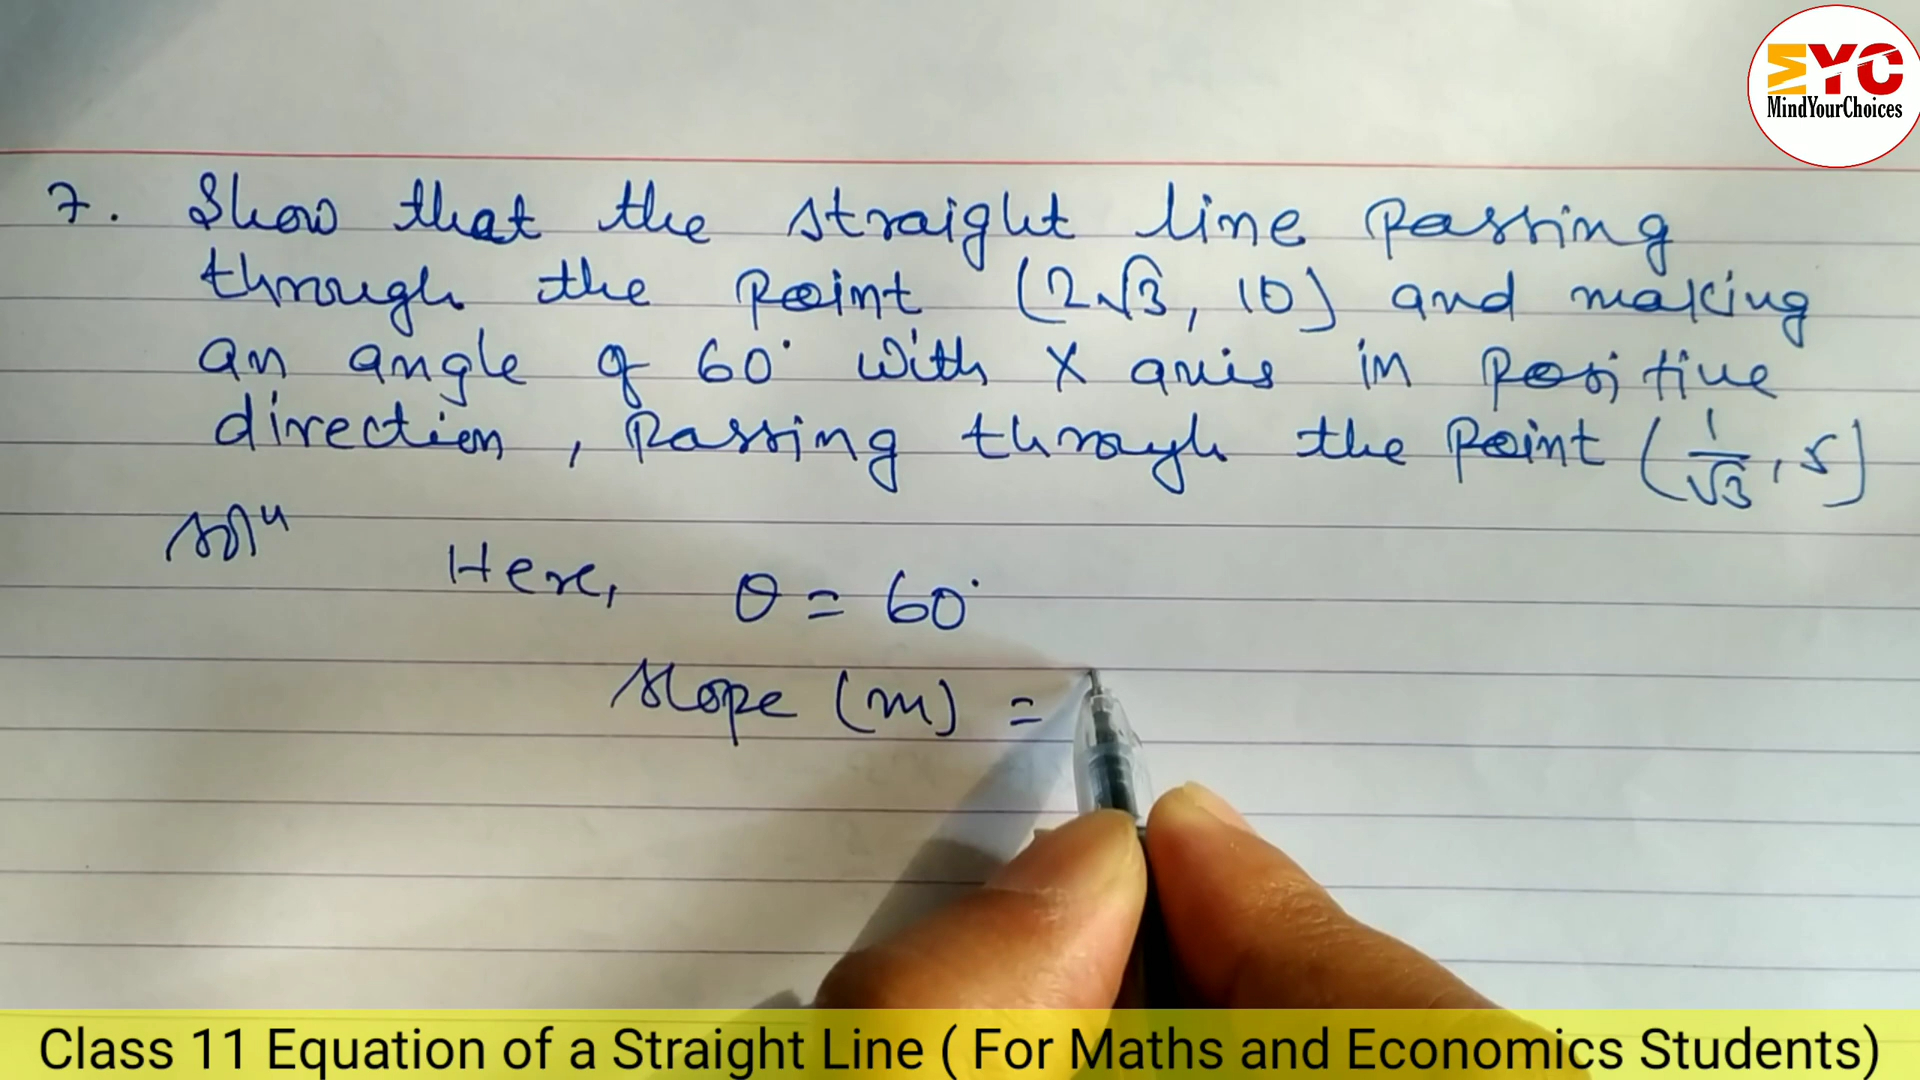 MYC
MindYourChoices
7. Show that the straight line passing
through the point (2√3, 10) and making
an angle of 60° with X axis in positive
direction, passing through the point (1/√3, 5)
Solⁿ Here, θ = 60°
slope (m) =
Class 11 Equation of a Straight Line ( For Maths and Economics Students)